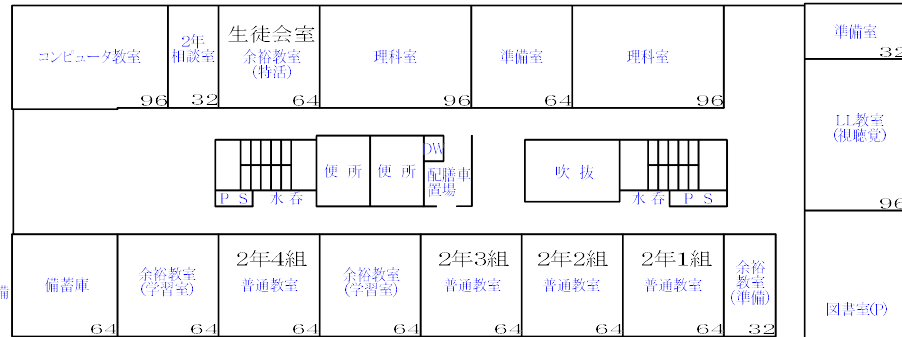 コンピュータ教室
96
2年
相談室
32
生徒会室
余裕教室
(特活)
64
理科室
96
準備室
64
理科室
96
準備室
32
LL教室
(視聴覚)
96
PS
水呑
便所
便所
DW
配膳車
置場
吹抜
水呑
PS
備
備蓄庫
64
余裕教室
(学習室)
64
2年4組
普通教室
64
余裕教室
(学習室)
64
2年3組
普通教室
64
2年2組
普通教室
64
2年1組
普通教室
64
余裕
教室
(準備)
32
図書室(P)